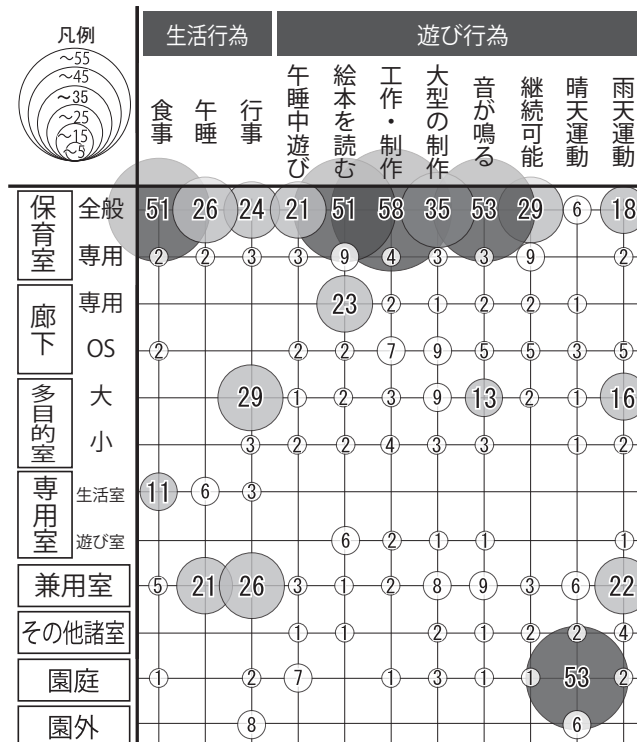 凡例
～55
～45
～35
～25
～15
～5
生活行為
遊び行為
食事
午睡
行事
午睡中遊び
絵本を読む
工作・制作
大型の制作
音が鳴る
継続可能
晴天運動
雨天運動
保育室
全般 51 26 24 21 51 58 35 53 29 6 18
専用 2 2 3 3 9 4 3 3 9 2
廊下
専用 23 2 1 2 2 1
OS 2 2 2 7 9 5 5 3 5
多目的室
大 29 1 2 3 9 13 2 1 16
小 3 2 2 4 3 3 1 2
専用室
生活室 11 6 3
遊び室 6 2 1 1 1
兼用室 5 21 26 3 1 2 8 9 3 6 22
その他諸室 1 1 2 1 2 2 4
園庭 1 2 7 1 3 1 1 53 2
園外 8 6